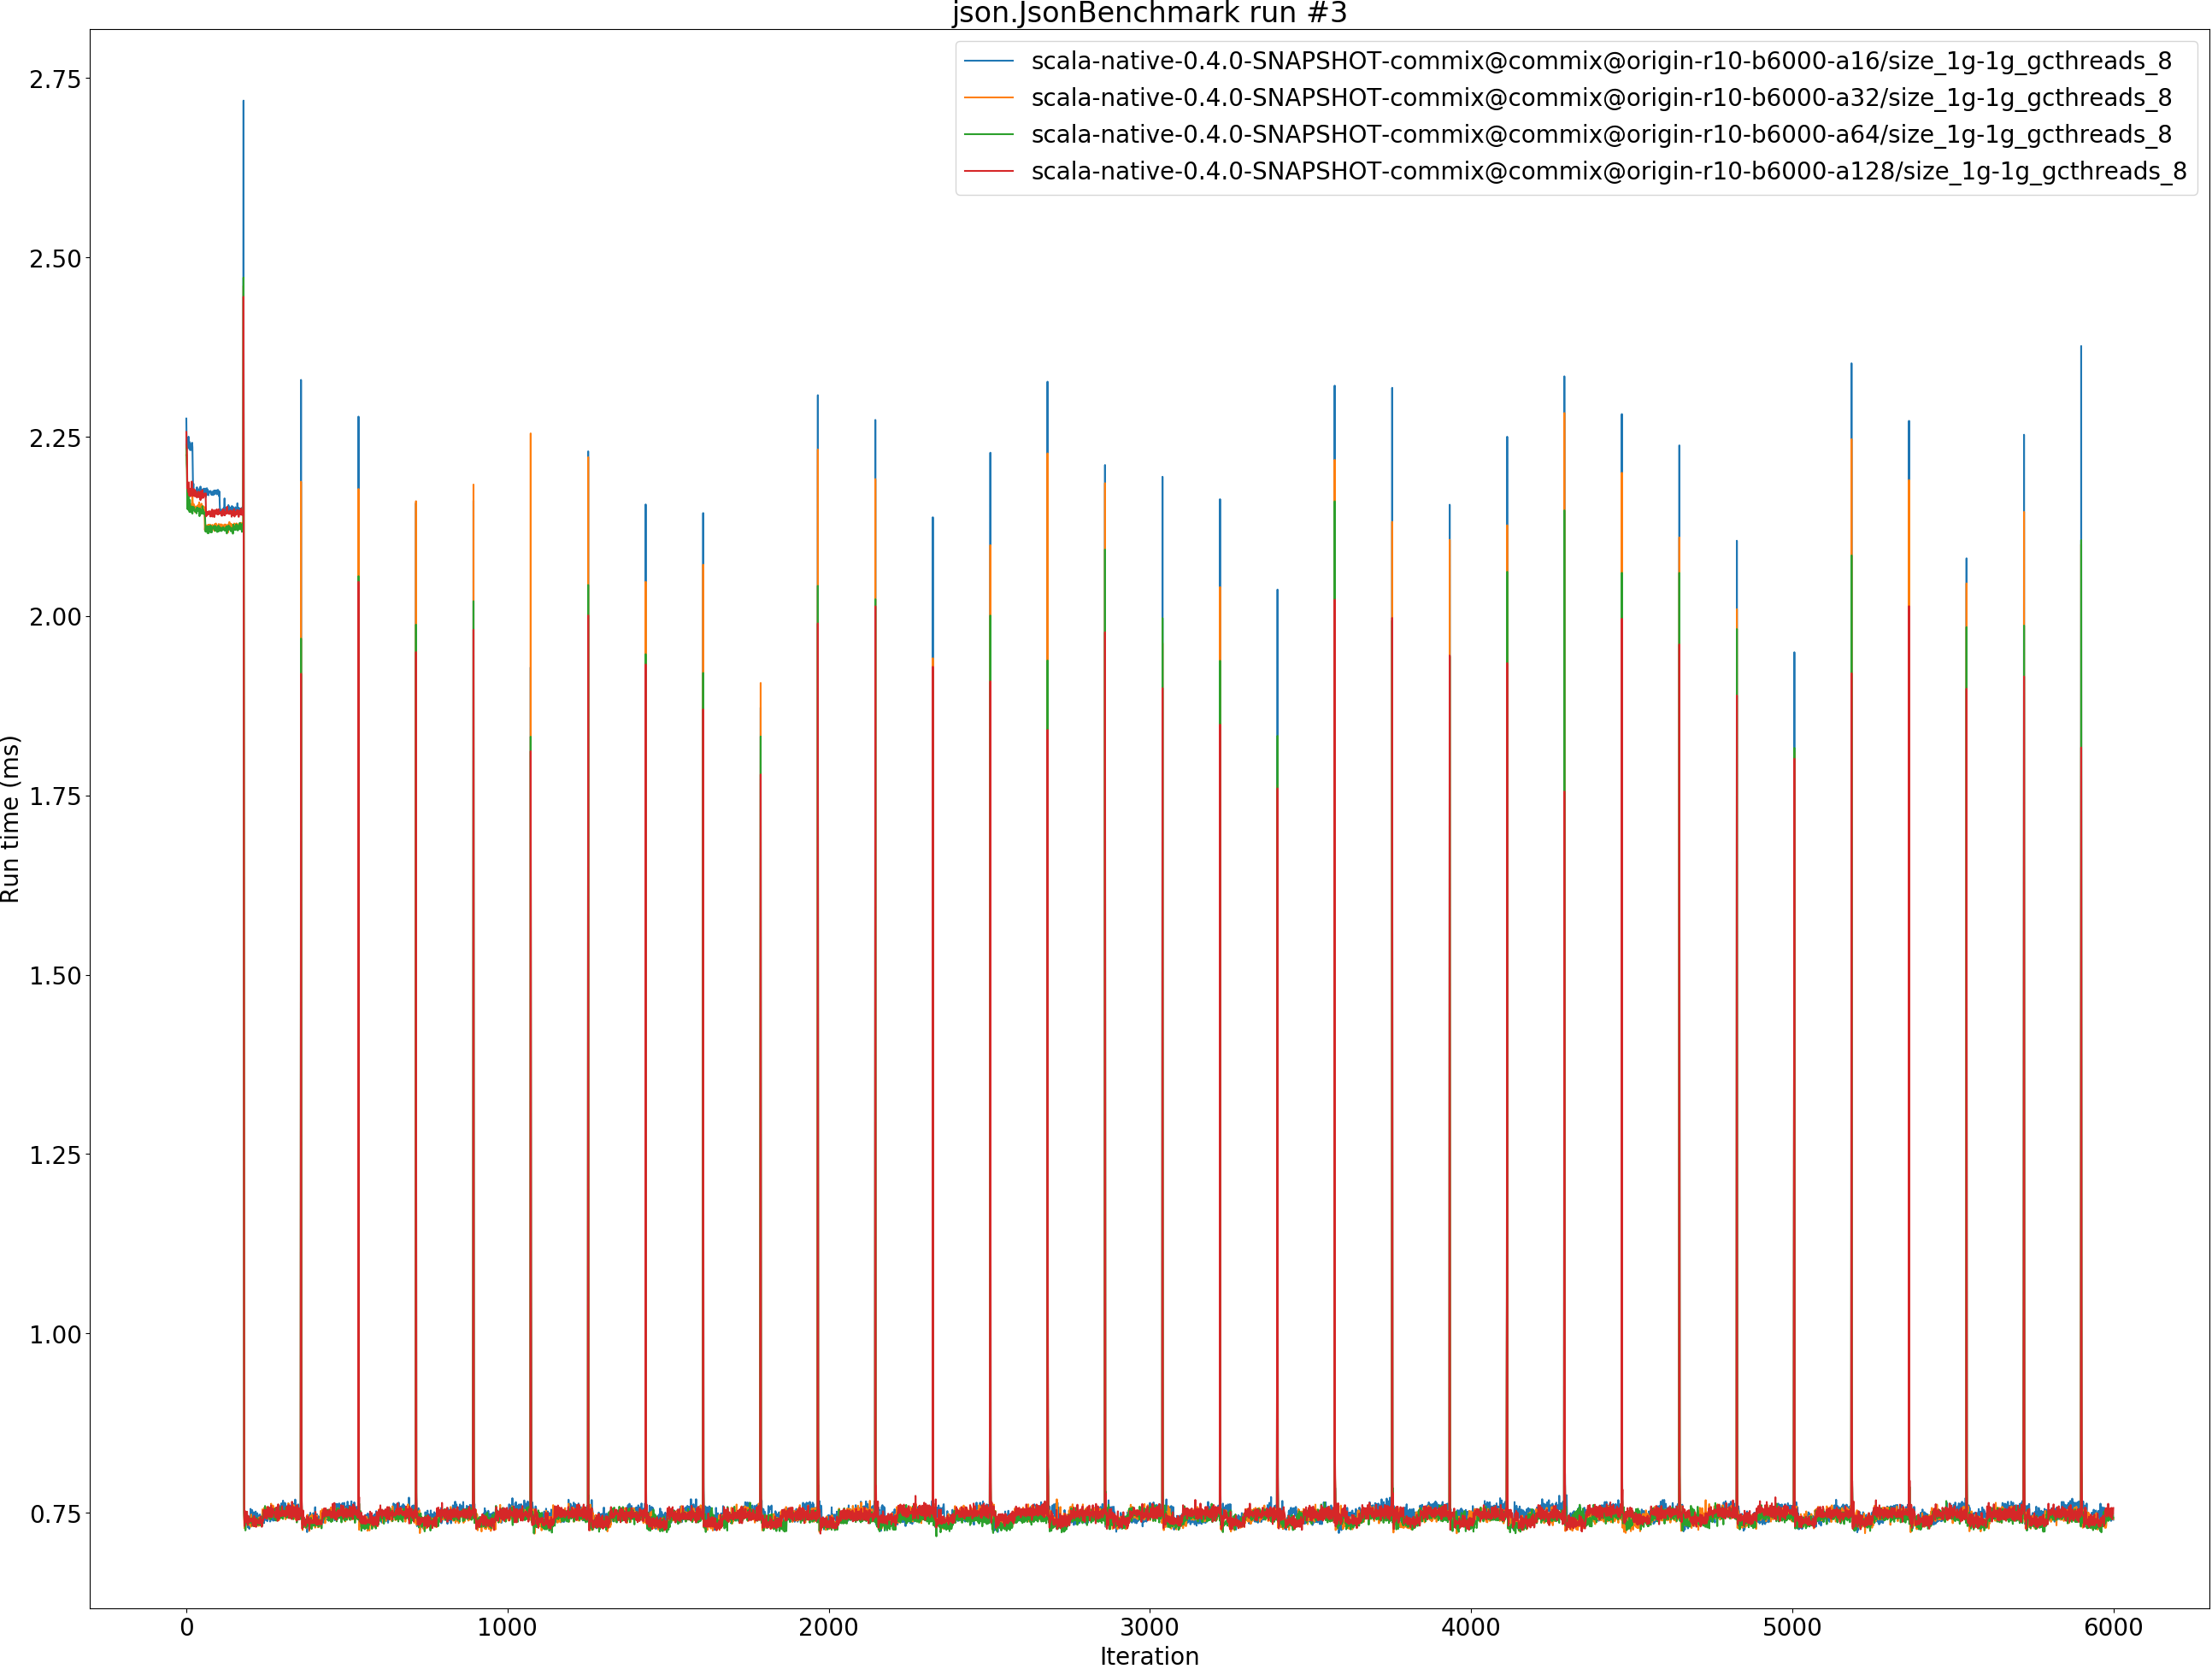 json.JsonBenchmark run #3
scala-native-0.4.0-SNAPSHOT-commix@commix@origin-r10-b6000-a16/size_1g-1g_gcthreads_8
scala-native-0.4.0-SNAPSHOT-commix@commix@origin-r10-b6000-a32/size_1g-1g_gcthreads_8
scala-native-0.4.0-SNAPSHOT-commix@commix@origin-r10-b6000-a64/size_1g-1g_gcthreads_8
scala-native-0.4.0-SNAPSHOT-commix@commix@origin-r10-b6000-a128/size_1g-1g_gcthreads_8
2.75
2.50
2.25
2.00
1.75
1.50
1.25
1.00
0.75
Run time (ms)
0 1000 2000 3000 4000 5000 6000
Iteration